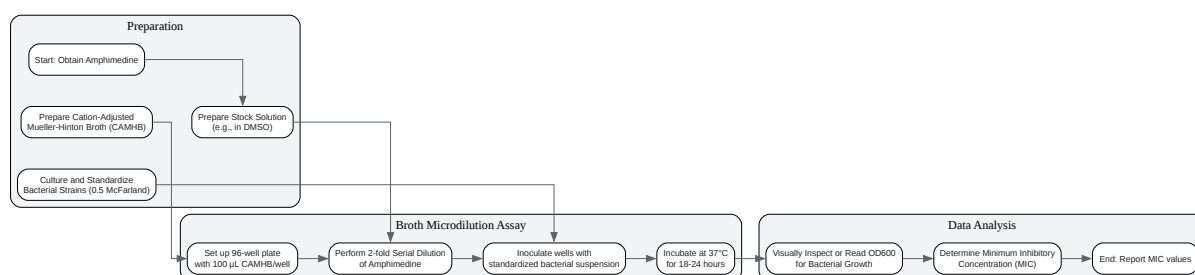 Preparation
Start: Obtain Amphimedine
Prepare Cation-Adjusted
Mueller-Hinton Broth (CAMHB)
Prepare Stock Solution
(e.g., in DMSO)
Culture and Standardize
Bacterial Strains (0.5 McFarland)
Broth Microdilution Assay
Set up 96-well plate
with 100 µL CAMHB/well
Perform 2-fold Serial Dilution
of Amphimedine
Inoculate wells with
standardized bacterial suspension
Incubate at 37°C
for 18-24 hours
Data Analysis
Visually Inspect or Read OD600
for Bacterial Growth
Determine Minimum Inhibitory
Concentration (MIC)
End: Report MIC values